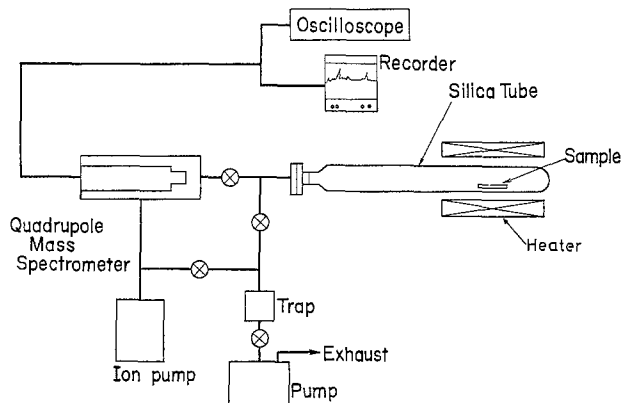 Oscilloscope
Recorder
Silica Tube
Sample
Quadrupole
Mass
Spectrometer
Heater
Trap
Exhaust
Ion pump
Pump